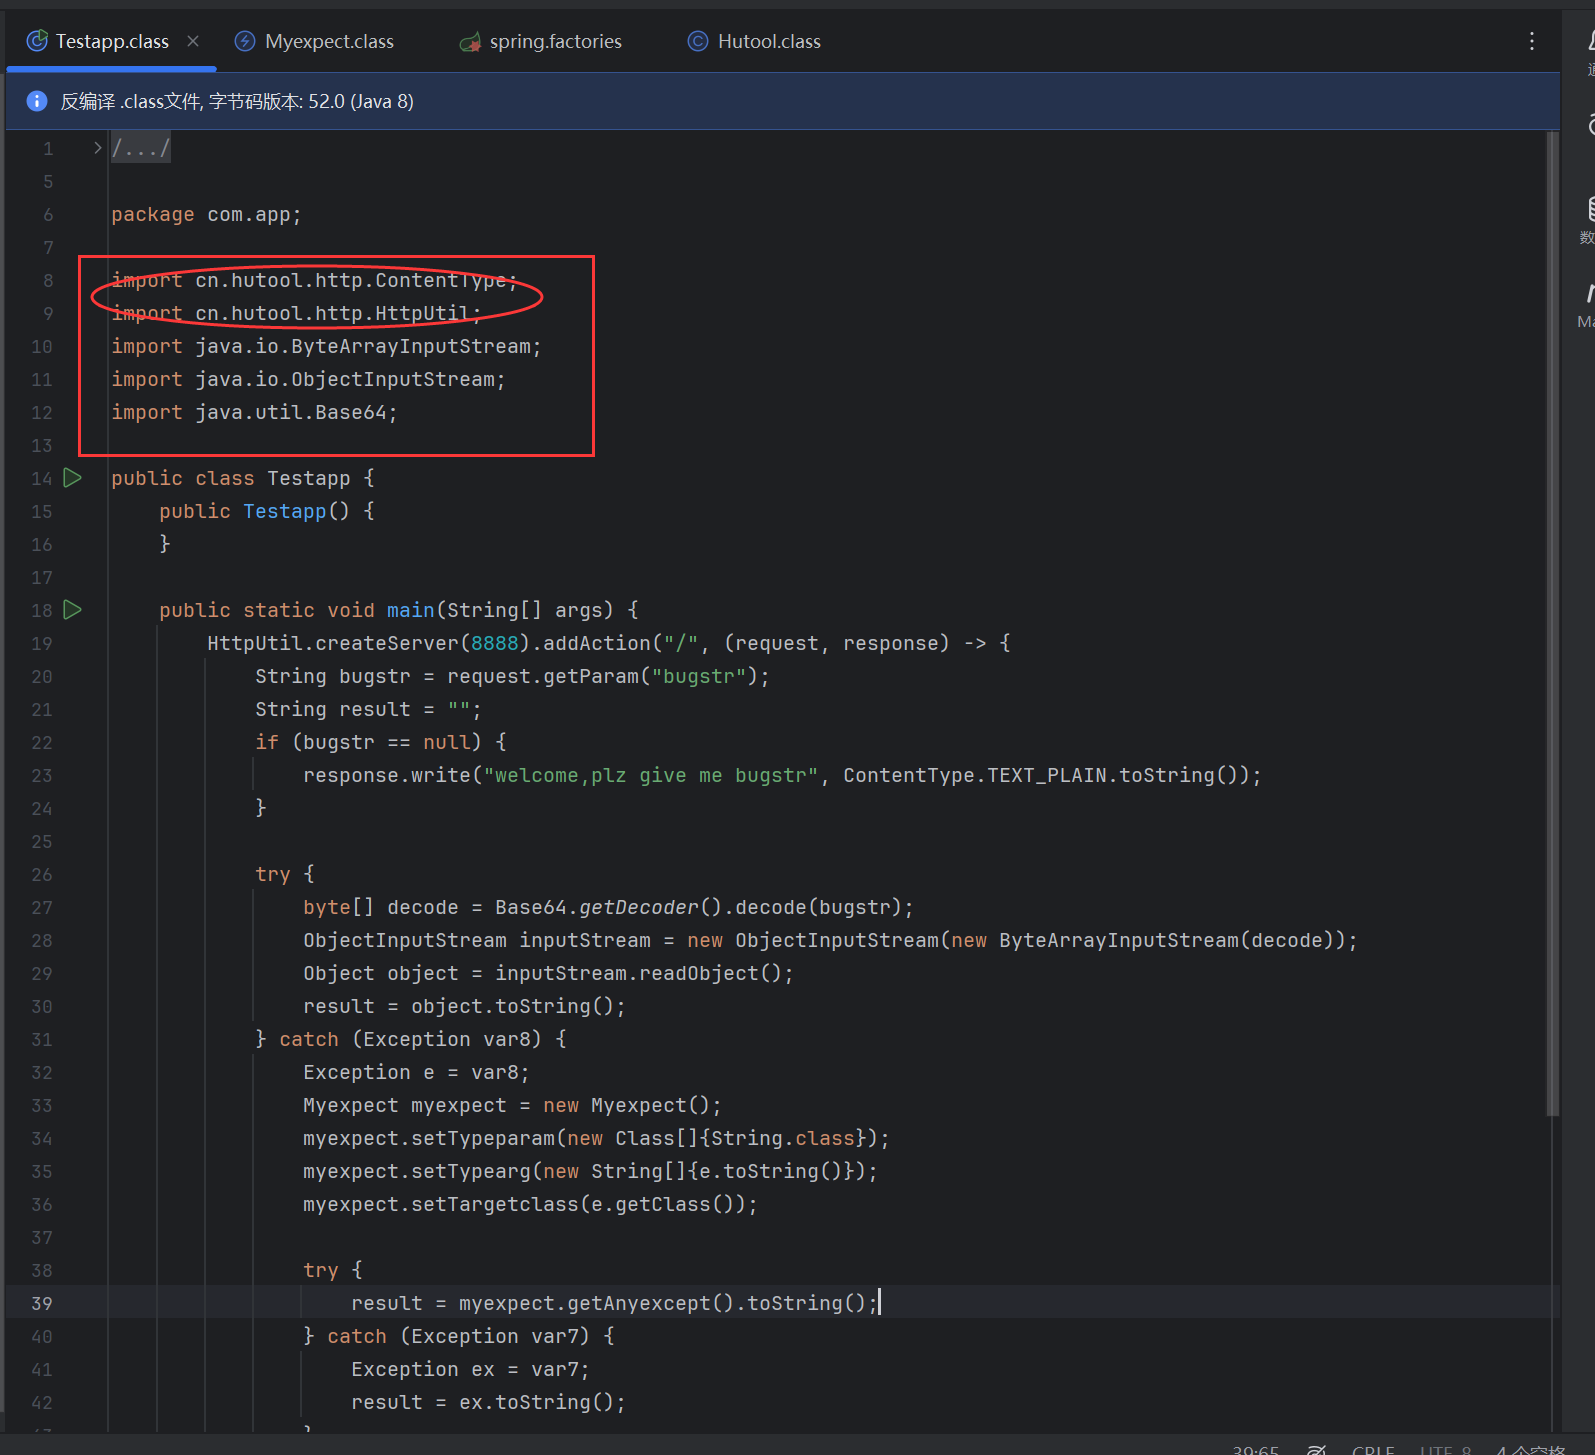 Testapp.class
Myexpect.class
spring.factories
Hutool.class
反编译 .class文件, 字节码版本: 52.0 (Java 8)
1 /.../
5
6 package com.app;
7
8 import cn.hutool.http.ContentType;
9 import cn.hutool.http.HttpUtil;
10 import java.io.ByteArrayInputStream;
11 import java.io.ObjectInputStream;
12 import java.util.Base64;
13
14 public class Testapp {
15 public Testapp() {
16 }
17
18 public static void main(String[] args) {
19 HttpUtil.createServer(8888).addAction("/", (request, response) -> {
20 String bugstr = request.getParam("bugstr");
21 String result = "";
22 if (bugstr == null) {
23 response.write("welcome,plz give me bugstr", ContentType.TEXT_PLAIN.toString());
24 }
25
26 try {
27 byte[] decode = Base64.getDecoder().decode(bugstr);
28 ObjectInputStream inputStream = new ObjectInputStream(new ByteArrayInputStream(decode));
29 Object object = inputStream.readObject();
30 result = object.toString();
31 } catch (Exception var8) {
32 Exception e = var8;
33 Myexpect myexpect = new Myexpect();
34 myexpect.setTypeparam(new Class[]{String.class});
35 myexpect.setTypearg(new String[]{e.toString()});
36 myexpect.setTargetclass(e.getClass());
37
38 try {
39 result = myexpect.getAnyexcept().toString();
40 } catch (Exception var7) {
41 Exception ex = var7;
42 result = ex.toString();
39:65 CRLF UTF-8 4 个空格